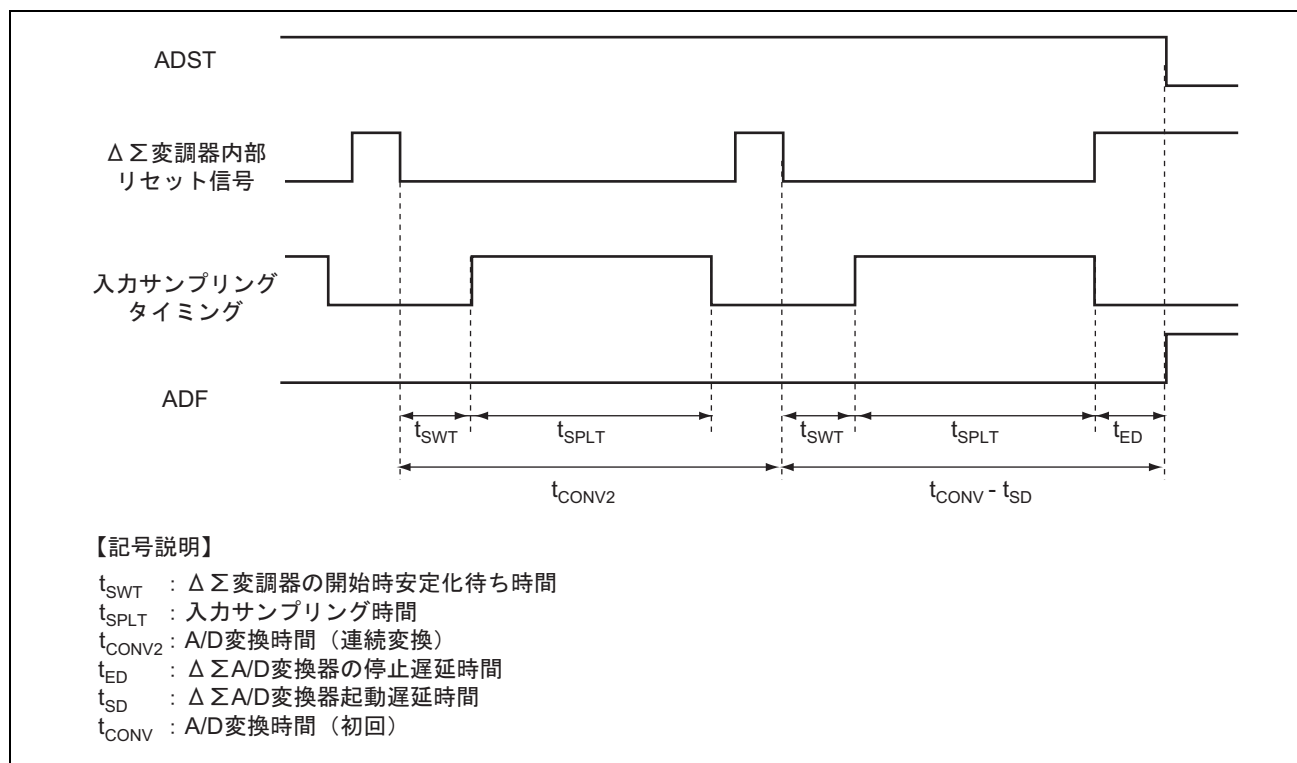 ADST
ΔΣ変調器内部
リセット信号
入力サンプリング
タイミング
ADF
tSWT tSPLT tSWT tSPLT tED
tCONV2 tCONV - tSD
【記号説明】
tSWT : ΔΣ変調器の開始時安定化待ち時間
tSPLT : 入力サンプリング時間
tCONV2 : A/D変換時間（連続変換）
tED : ΔΣA/D変換器の停止遅延時間
tSD : ΔΣA/D変換器起動遅延時間
tCONV : A/D変換時間（初回）